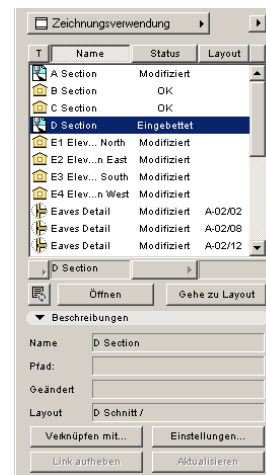 Zeichnungsverwendung
T Name Status Layout
A Section Modifiziert
B Section OK
C Section OK
D Section Eingebettet
E1 Elev... North Modifiziert
E2 Elev...n East Modifiziert
E3 Elev... South Modifiziert
E4 Elev...n West Modifiziert
Eaves Detail Modifiziert A-02/02
Eaves Detail Modifiziert A-02/08
Eaves Detail Modifiziert A-02/12
D Section
Öffnen Gehe zu Layout
Beschreibungen
Name D Section
Pfad:
Geändert
Layout D Schnitt /
Verknüpfen mit... Einstellungen...
Link aufheben Aktualisieren